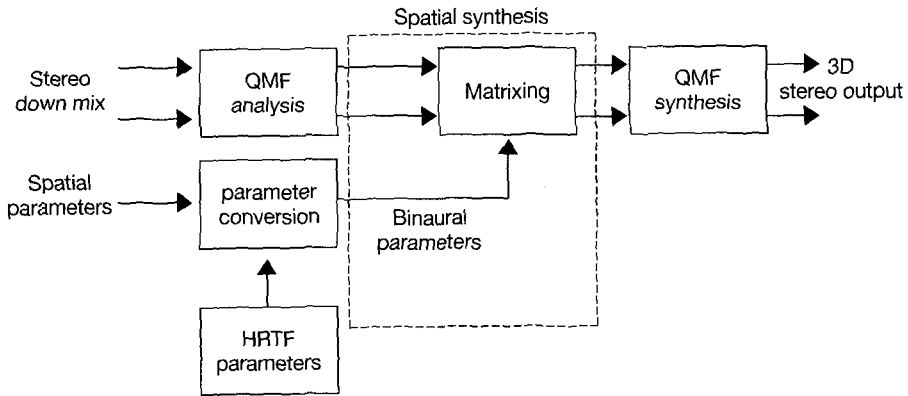 Spatial synthesis
Stereo
down mix
QMF
analysis
Matrixing
QMF
synthesis
3D
stereo output
Spatial
parameters
parameter
conversion
Binaural
parameters
HRTF
parameters